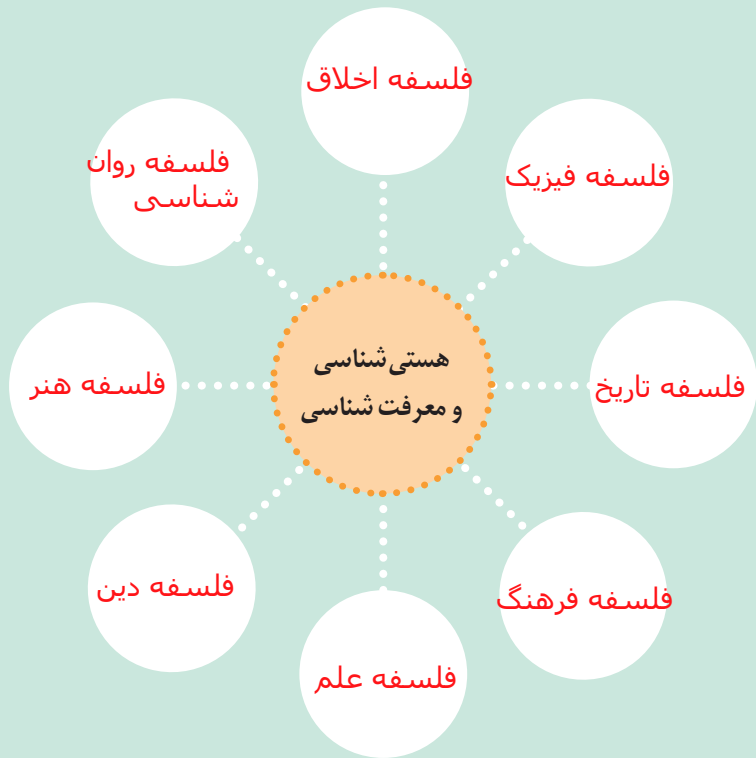 فلسفه اخلاق
فلسفه روان
شناسی
فلسفه فیزیک
هستی‌شناسی
و معرفت شناسی
فلسفه هنر
فلسفه تاریخ
فلسفه دین
فلسفه فرهنگ
فلسفه علم